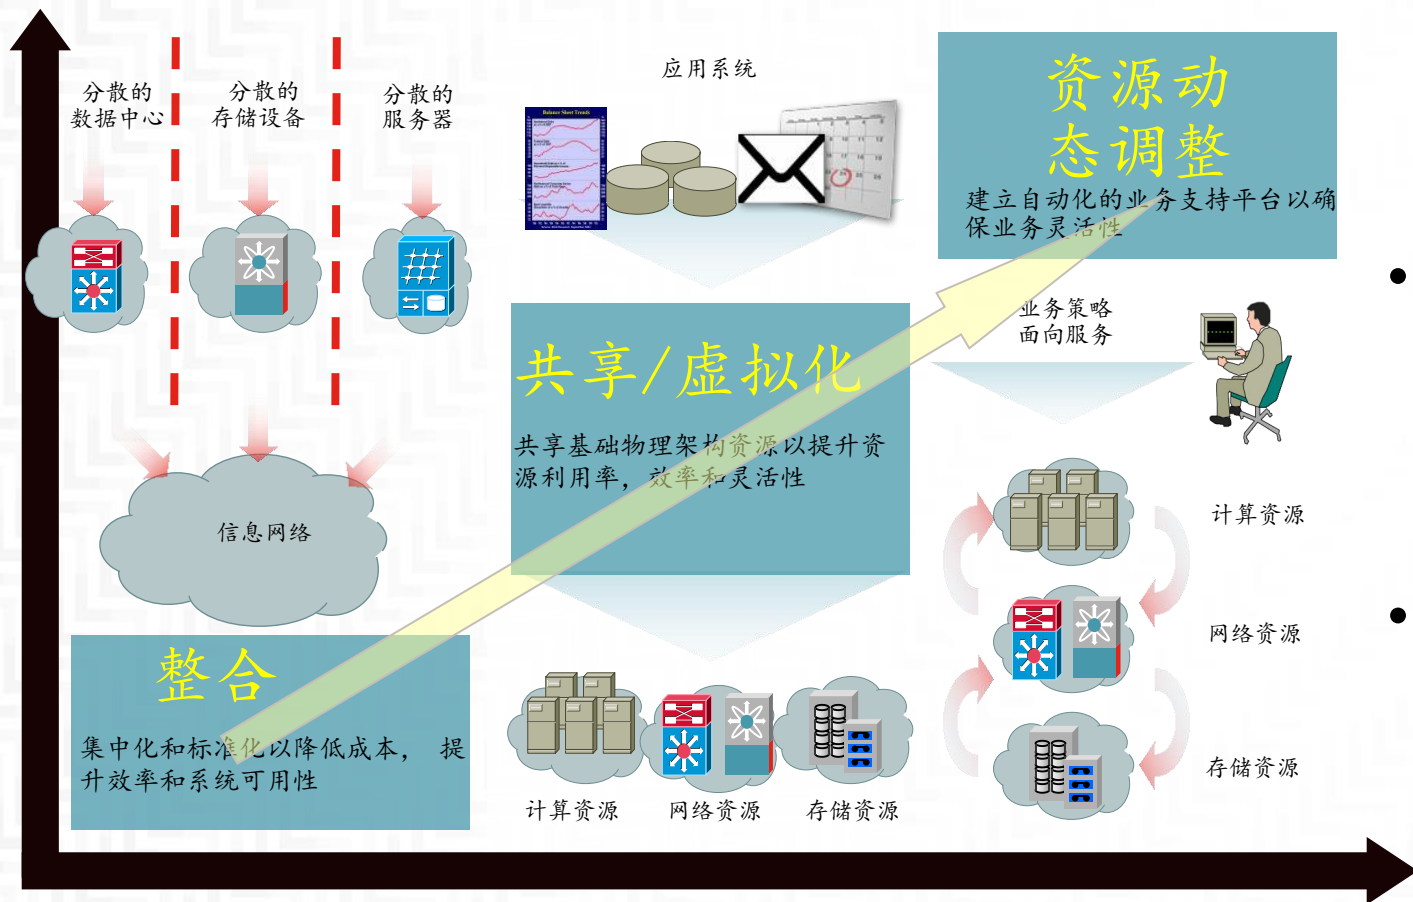 分散的
数据中心
分散的
存储设备
分散的
服务器
信息网络
整合
集中化和标准化以降低成本， 提
升效率和系统可用性
应用系统
Balance Sheet Trends
共享/虚拟化
共享基础物理架构资源以提升资
源利用率，效率和灵活性
计算资源
网络资源
存储资源
资源动
态调整
建立自动化的业务支持平台以确
保业务灵活性
业务策略
面向服务
计算资源
网络资源
存储资源